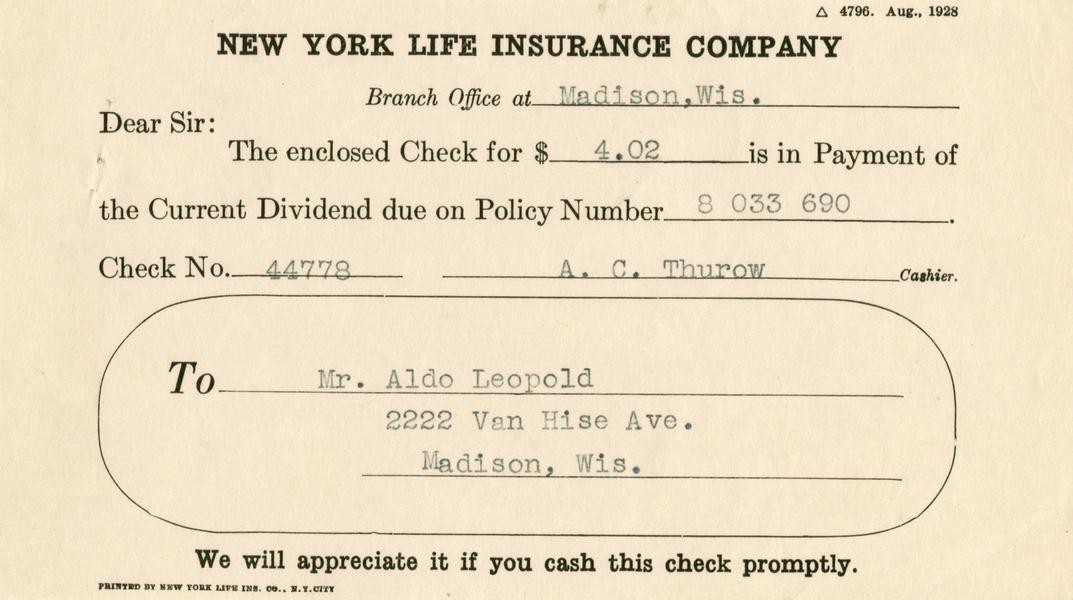 △ 4796. Aug., 1928
NEW YORK LIFE INSURANCE COMPANY
Branch Office at Madison,Wis.
Dear Sir:
The enclosed Check for $ 4.02 is in Payment of
the Current Dividend due on Policy Number 8 033 690.
Check No. 44778 A. C. Thurow Cashier.
To Mr. Aldo Leopold
2222 Van Hise Ave.
Madison, Wis.
We will appreciate it if you cash this check promptly.
PRINTED BY NEW YORK LIFE INS. CO., N.Y.CITY